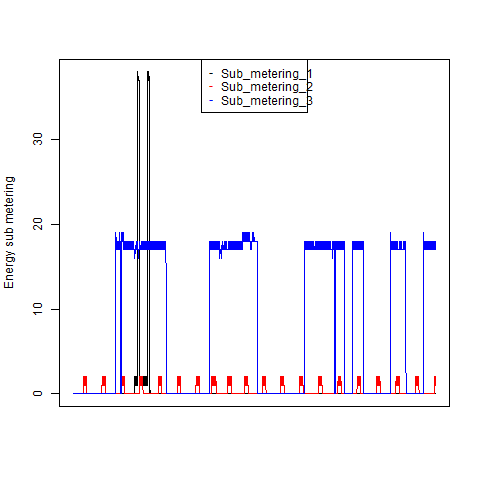 Sub_metering_1
Sub_metering_2
Sub_metering_3
Energy sub metering
30
20
10
0